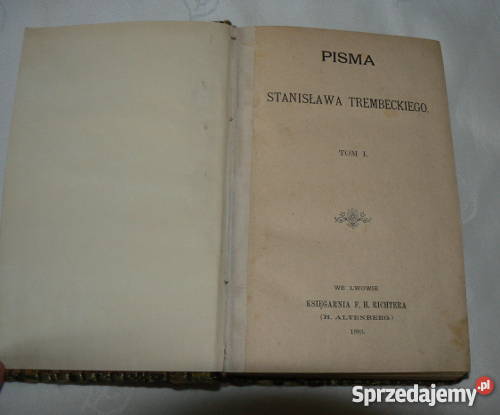 PISMA
STANISŁAWA TREMBECKIEGO.
TOM I.
WE LWOWIE
KSIĘGARNIA F. H. RICHTERA
(H. ALTENBERG.)
Sprzedajemy.pl